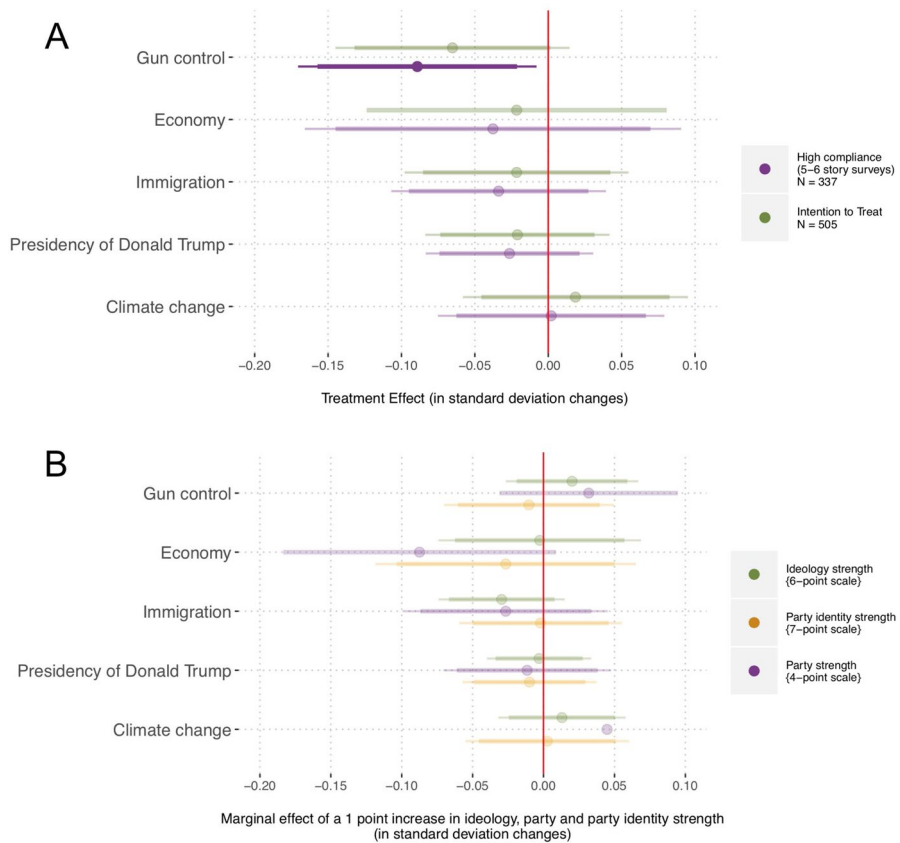 A
Gun control
Economy
Immigration
Presidency of Donald Trump
Climate change
−0.20 −0.15 −0.10 −0.05 0.00 0.05 0.10
Treatment Effect (in standard deviation changes)
High compliance
(5−6 story surveys)
N = 337
Intention to Treat
N = 505
B
Gun control
Economy
Immigration
Presidency of Donald Trump
Climate change
−0.20 −0.15 −0.10 −0.05 0.00 0.05 0.10
Marginal effect of a 1 point increase in ideology, party and party identity strength
(in standard deviation changes)
Ideology strength
{6−point scale}
Party identity strength
{7−point scale}
Party strength
{4−point scale}